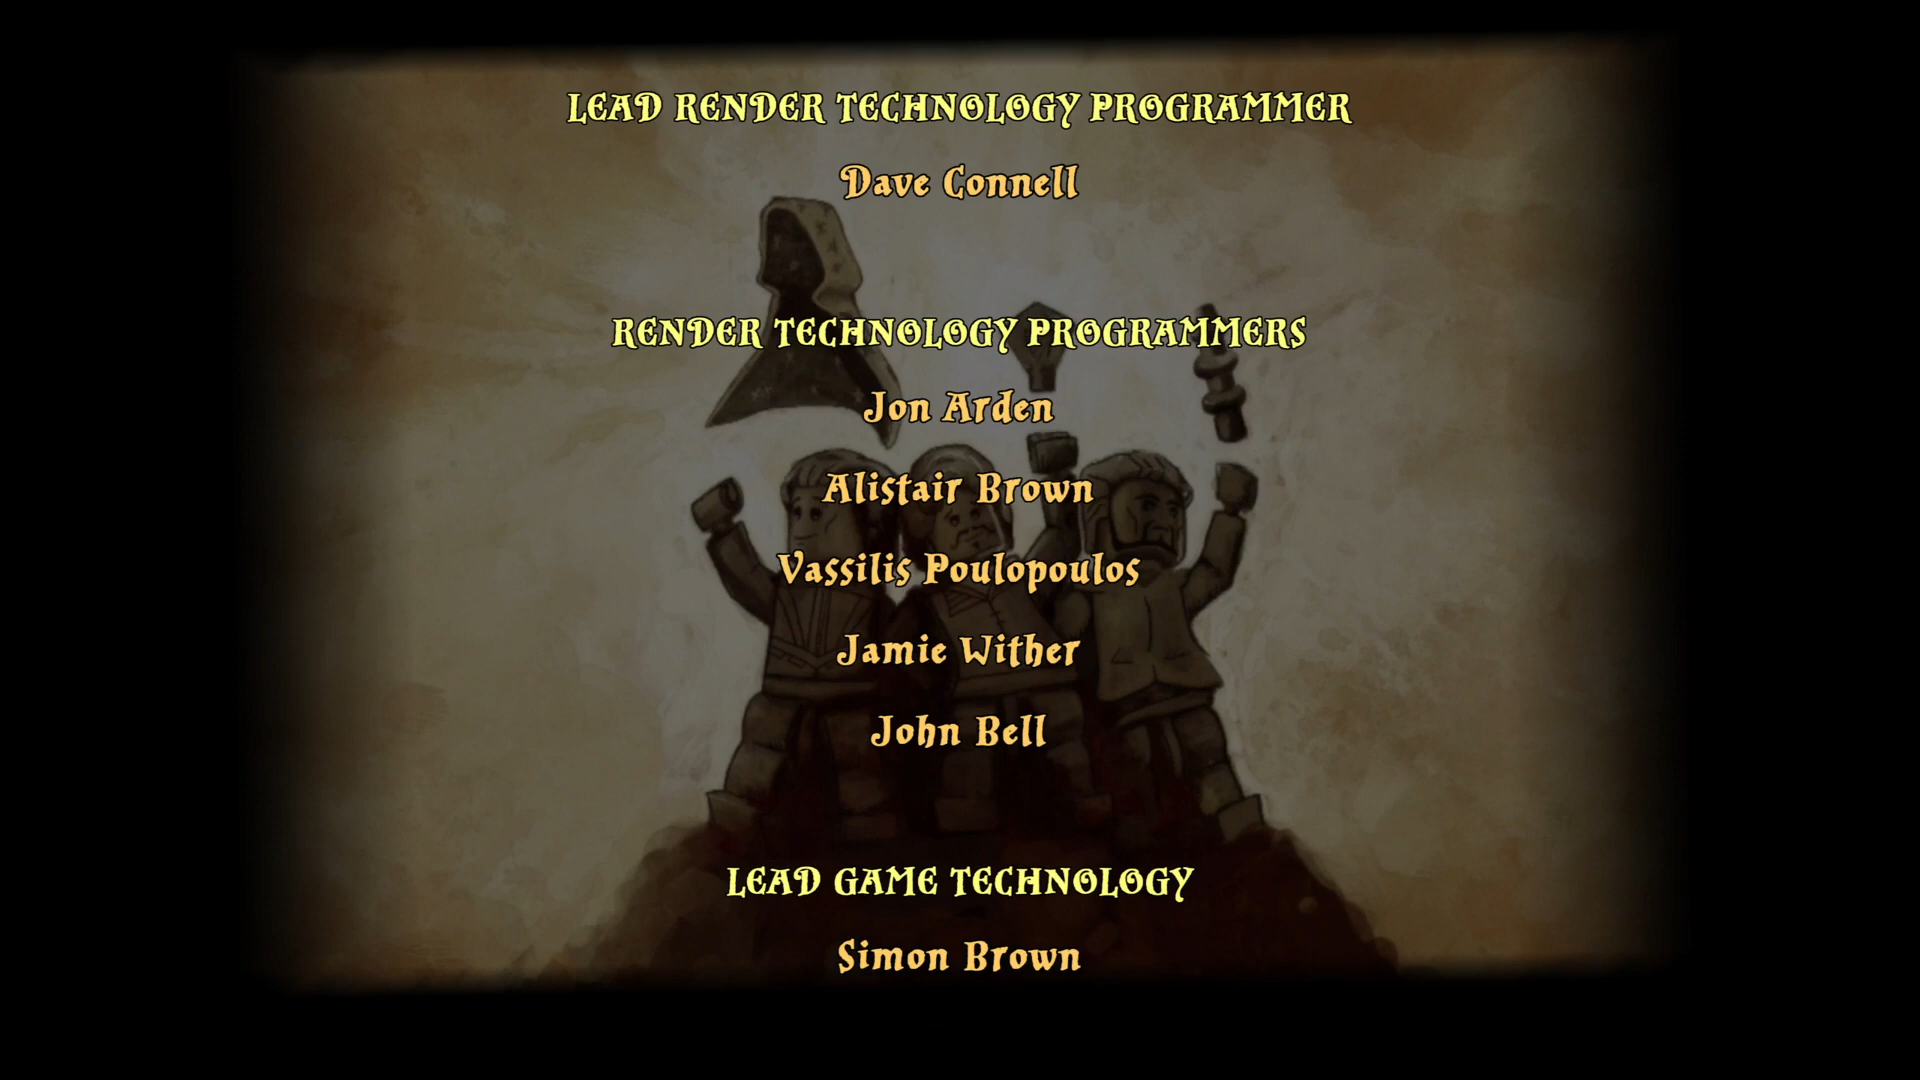 LEAD RENDER TECHNOLOGY PROGRAMMER
Dave Connell
RENDER TECHNOLOGY PROGRAMMERS
Jon Arden
Alistair Brown
Vassilis Poulopoulos
Jamie Wither
John Bell
LEAD GAME TECHNOLOGY
Simon Brown